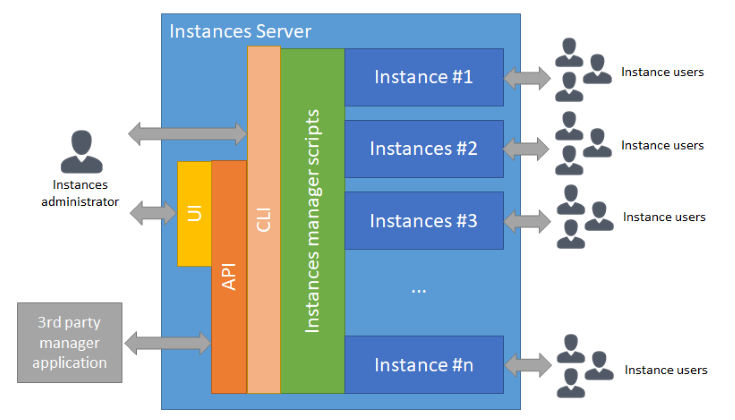 Instances Server
Instance #1
Instance users
Instances #2
Instance users
Instances #3
Instance users
...
Instance #n
Instance users
Instances manager scripts
CLI
API
UI
Instances
administrator
3rd party
manager
application